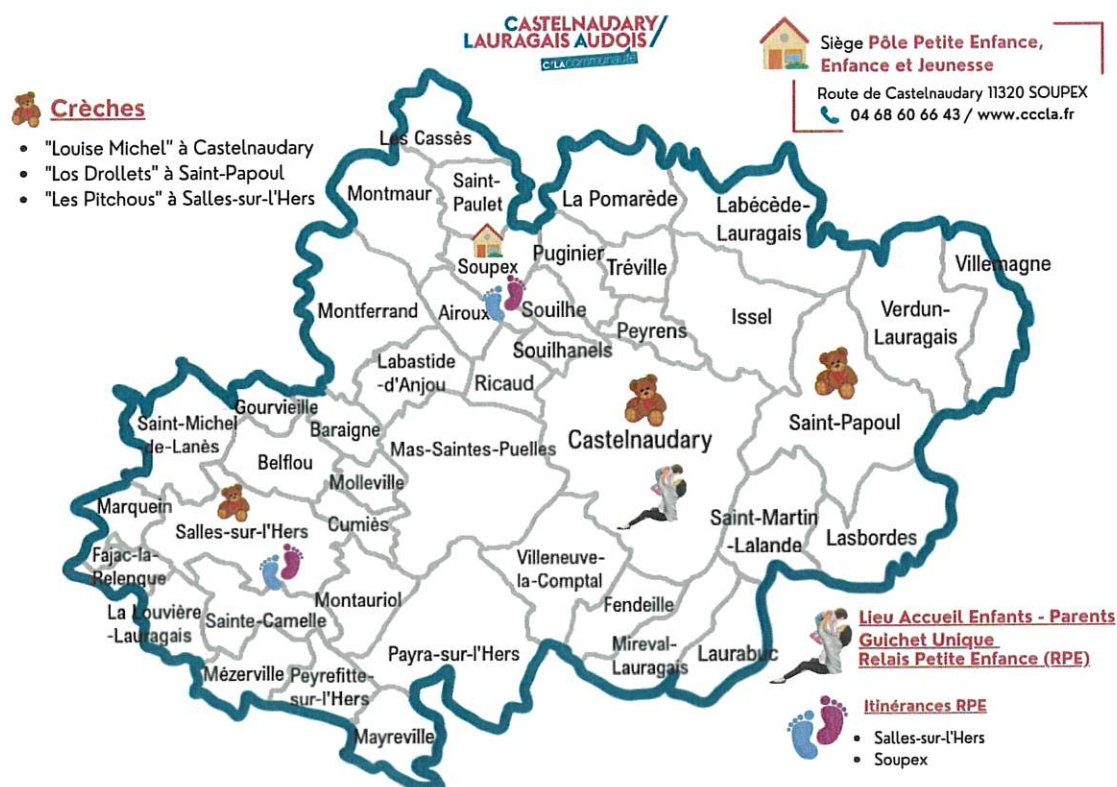 CASTELNAUDARY
LAURAGAIS AUDOIS/
C'LAcommunauté
Siège Pôle Petite Enfance,
Enfance et Jeunesse
Route de Castelnaudary 11320 SOUPEX
04 68 60 66 43 / www.cccla.fr
Crèches
• "Louise Michel" à Castelnaudary
• "Los Drollets" à Saint-Papoul
• "Les Pitchous" à Salles-sur-l'Hers
Les Cassès
Montmaur
Saint-
Paulet
La Pomarède
Labécède-
Lauragais
Soupex
Puginier
Tréville
Villemagne
Montferrand
Airoux
Souilhe
Peyrens
Issel
Verdun-
Lauragais
Labastide
-d'Anjou
Ricaud
Souilhanels
Saint-Michel
de-Lanès
Gourvieille
Baraigne
Belflou
Molleville
Mas-Saintes-Puelles
Castelnaudary
Saint-Papoul
Marquein
Salles-sur-l'Hers
Cumiès
Saint-Martin
-Lalande
Lasbordes
Fajac-la-
Relenque
Villeneuve-
la-Comptal
La Louvière
-Lauragais
Sainte-Camelle
Montauriol
Fendeille
Mézerville
Peyrefitte-
sur-l'Hers
Payra-sur-l'Hers
Mireval-
Lauragais
Laurabuc
Mayreville
Lieu Accueil Enfants - Parents
Guichet Unique
Relais Petite Enfance (RPE)
Itinérances RPE
• Salles-sur-l'Hers
• Soupex